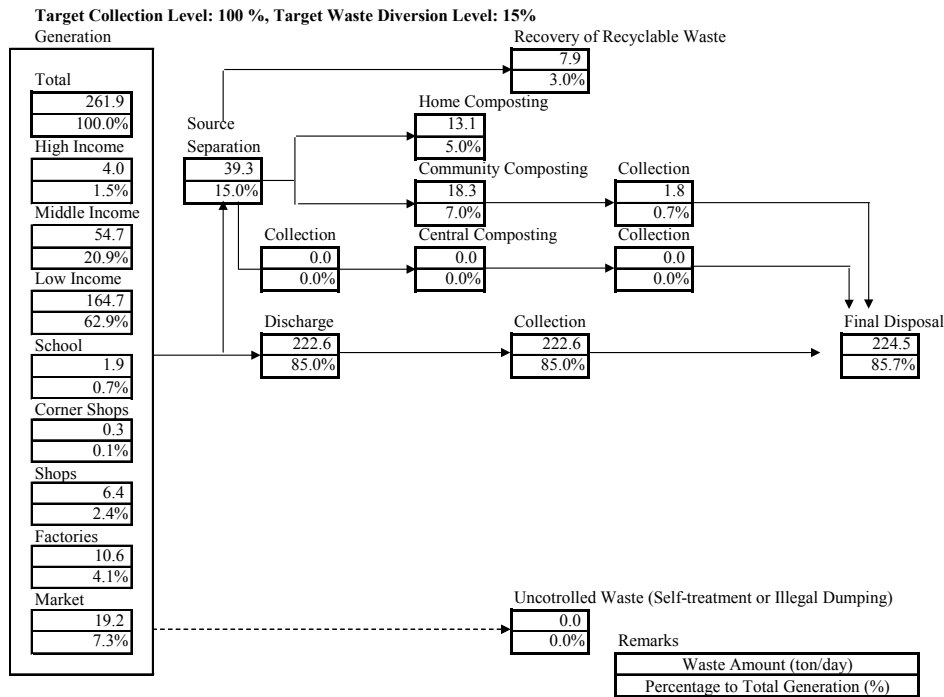 Target Collection Level: 100 %, Target Waste Diversion Level: 15%
Generation
Recovery of Recyclable Waste
7.9
3.0%
Total
261.9
100.0%
Home Composting
13.1
5.0%
Source
Separation
39.3
15.0%
High Income
4.0
1.5%
Community Composting
18.3
7.0%
Collection
1.8
0.7%
Middle Income
54.7
20.9%
Collection
0.0
0.0%
Central Composting
0.0
0.0%
Collection
0.0
0.0%
Low Income
164.7
62.9%
Discharge
222.6
85.0%
Collection
222.6
85.0%
Final Disposal
224.5
85.7%
School
1.9
0.7%
Corner Shops
0.3
0.1%
Shops
6.4
2.4%
Factories
10.6
4.1%
Market
19.2
7.3%
Uncotrolled Waste (Self-treatment or Illegal Dumping)
0.0
0.0%
Remarks
Waste Amount (ton/day)
Percentage to Total Generation (%)